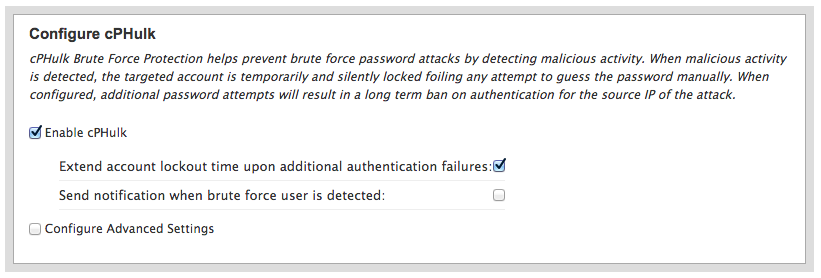 Configure cPHulk
cPHulk Brute Force Protection helps prevent brute force password attacks by detecting malicious activity. When malicious activity
is detected, the targeted account is temporarily and silently locked foiling any attempt to guess the password manually. When
configured, additional password attempts will result in a long term ban on authentication for the source IP of the attack.
Enable cPHulk
Extend account lockout time upon additional authentication failures:
Send notification when brute force user is detected:
Configure Advanced Settings